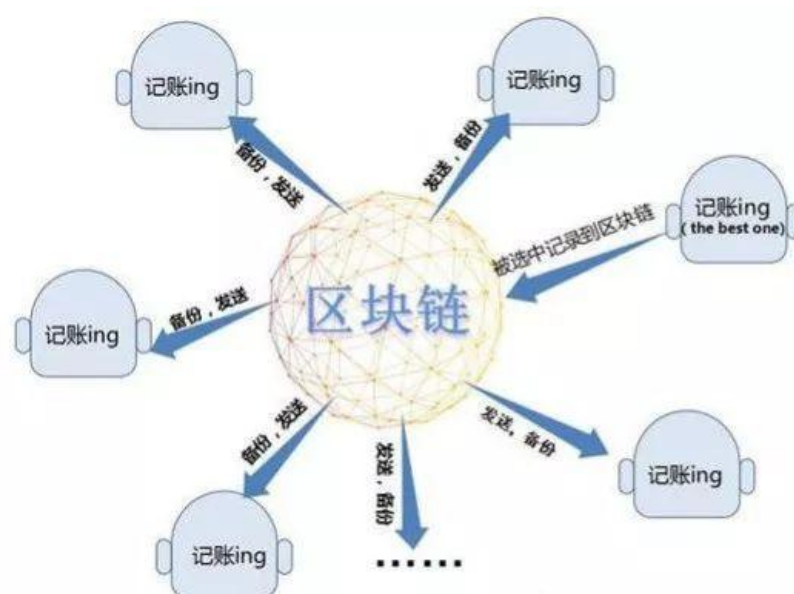 记账ing
记账ing
备份，发送
发送，备份
记账ing
( the best one)
被选中记录到区块链
区块链
备份，发送
记账ing
备份，发送
发送，备份
发送，备份
记账ing
记账ing
......